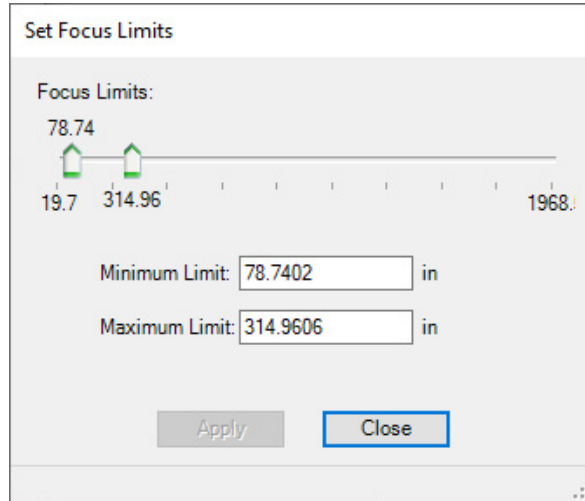 Set Focus Limits
Focus Limits:
78.74
19.7 314.96 1968.
Minimum Limit: 78.7402 in
Maximum Limit: 314.9606 in
Apply Close